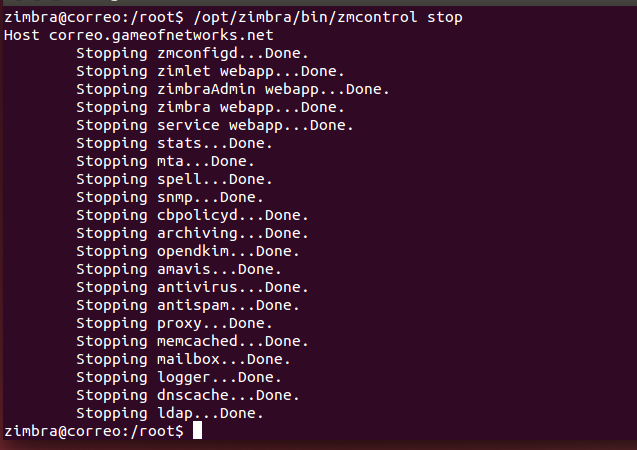 zimbra@correo:/root$ /opt/zimbra/bin/zmcontrol stop
Host correo.gameofnetworks.net
        Stopping zmconfigd...Done.
        Stopping zimlet webapp...Done.
        Stopping zimbraAdmin webapp...Done.
        Stopping zimbra webapp...Done.
        Stopping service webapp...Done.
        Stopping stats...Done.
        Stopping mta...Done.
        Stopping spell...Done.
        Stopping snmp...Done.
        Stopping cbpolicyd...Done.
        Stopping archiving...Done.
        Stopping opendkim...Done.
        Stopping amavis...Done.
        Stopping antivirus...Done.
        Stopping antispam...Done.
        Stopping proxy...Done.
        Stopping memcached...Done.
        Stopping mailbox...Done.
        Stopping logger...Done.
        Stopping dnscache...Done.
        Stopping ldap...Done.
zimbra@correo:/root$